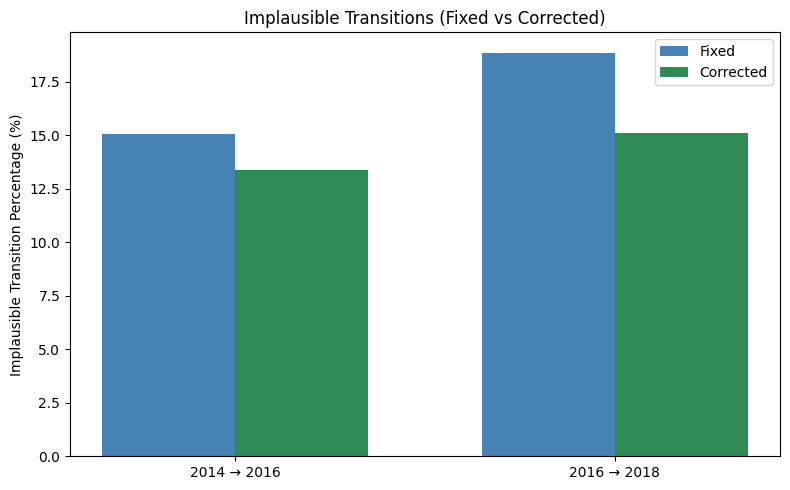 Implausible Transitions (Fixed vs Corrected)
Fixed
Corrected
Implausible Transition Percentage (%)
17.5
15.0
12.5
10.0
7.5
5.0
2.5
0.0
2014 → 2016
2016 → 2018